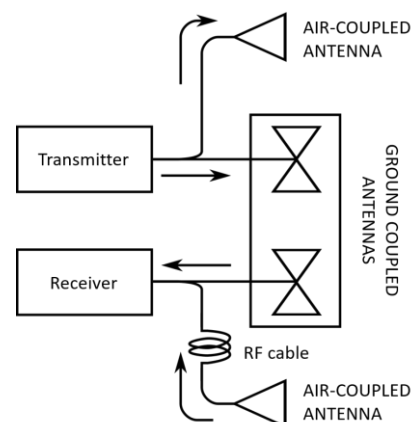 AIR-COUPLED
ANTENNA
Transmitter
GROUND COUPLED
ANTENNAS
Receiver
RF cable
AIR-COUPLED
ANTENNA